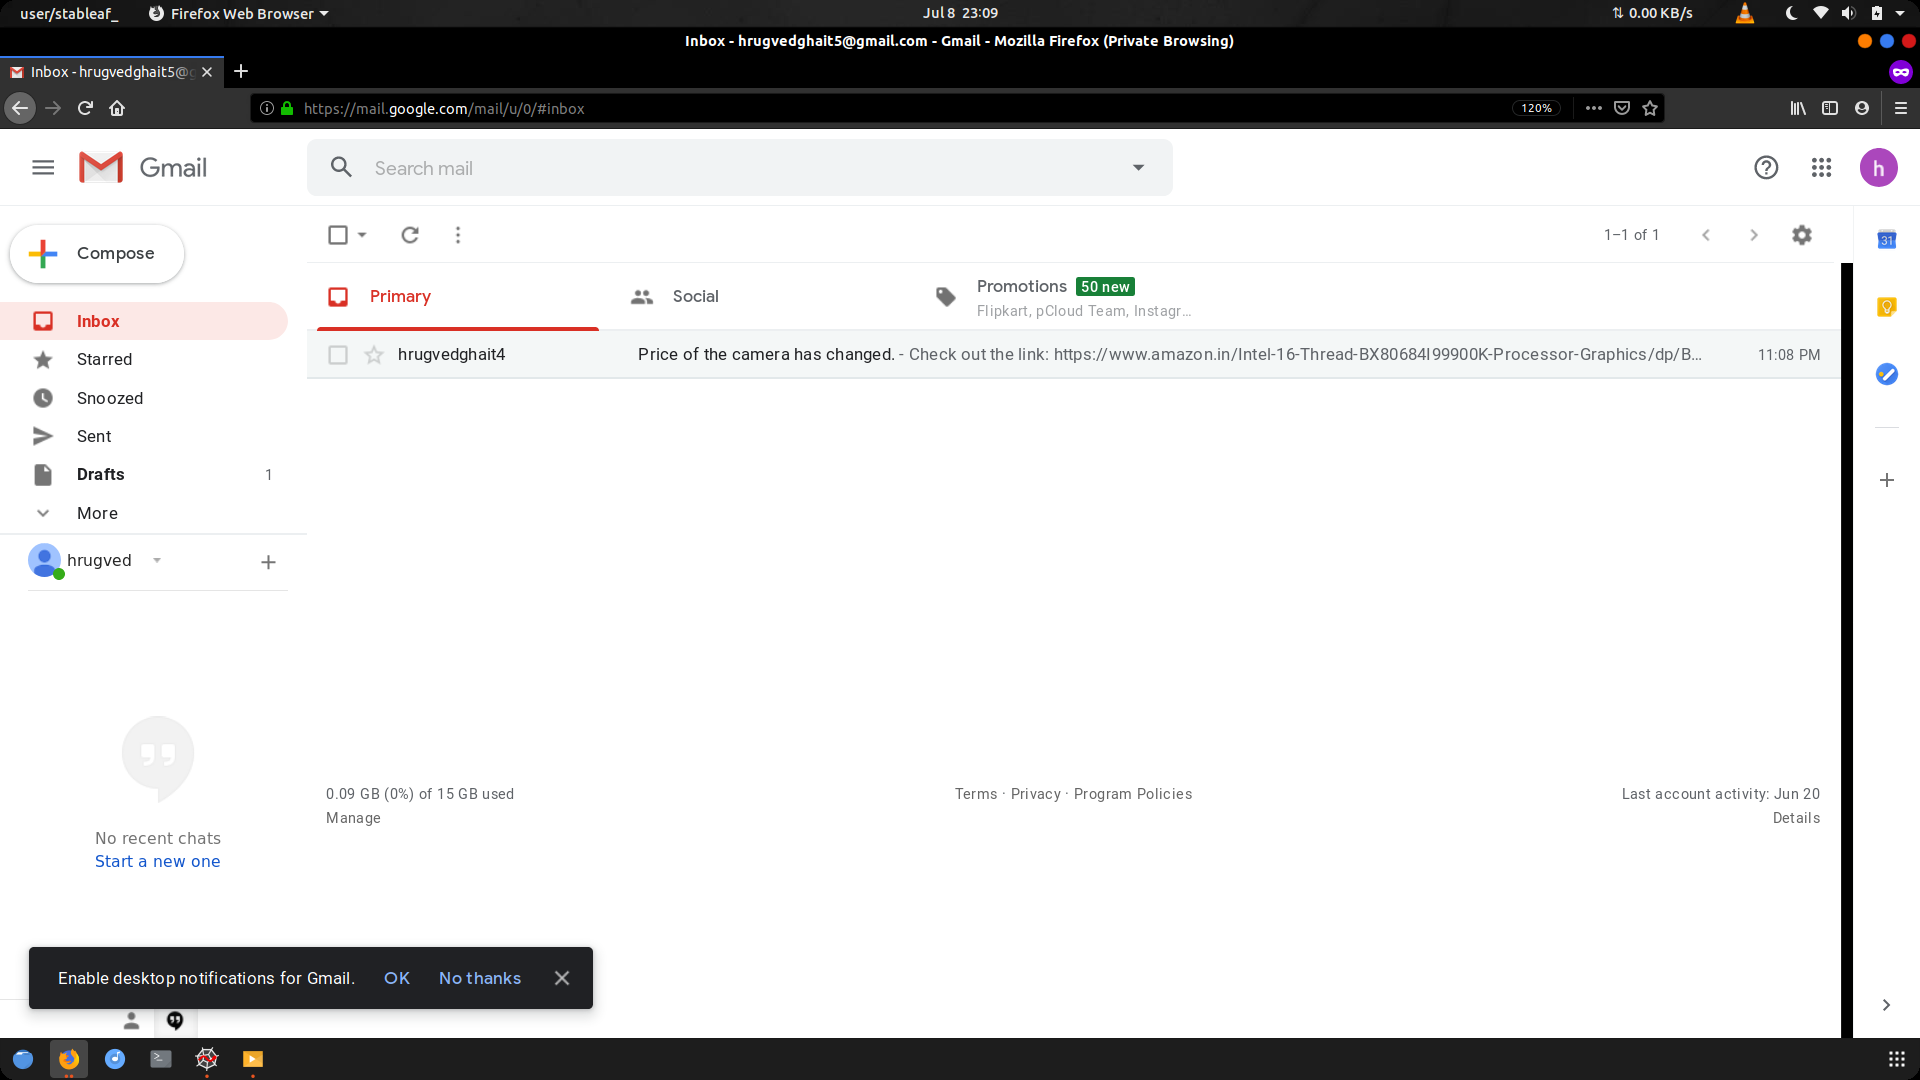 user/stableaf_ Firefox Web Browser Jul 8 23:09 0.00 KB/s
Inbox - hrugvedghait5@gmail.com - Gmail - Mozilla Firefox (Private Browsing)
Inbox - hrugvedghait5@g
https://mail.google.com/mail/u/0/#inbox 120%
Gmail Search mail h
Compose 1–1 of 1 31
Primary Social Promotions 50 new
Flipkart, pCloud Team, Instagr…
Inbox
hrugvedghait4 Price of the camera has changed. - Check out the link: https://www.amazon.in/Intel-16-Thread-BX80684I99900K-Processor-Graphics/dp/B… 11:08 PM
Starred
Snoozed
Sent
Drafts 1
More
hrugved
No recent chats
Start a new one
0.09 GB (0%) of 15 GB used Terms · Privacy · Program Policies Last account activity: Jun 20
Manage Details
Enable desktop notifications for Gmail. OK No thanks